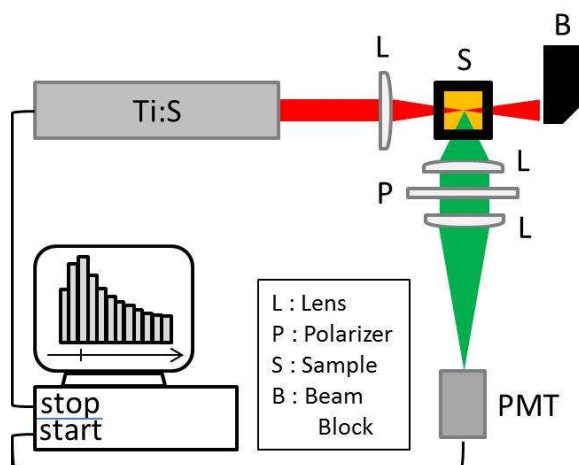 B
L
S
Ti:S
L
P
L
L : Lens
P : Polarizer
S : Sample
B : Beam
Block
PMT
stop
start